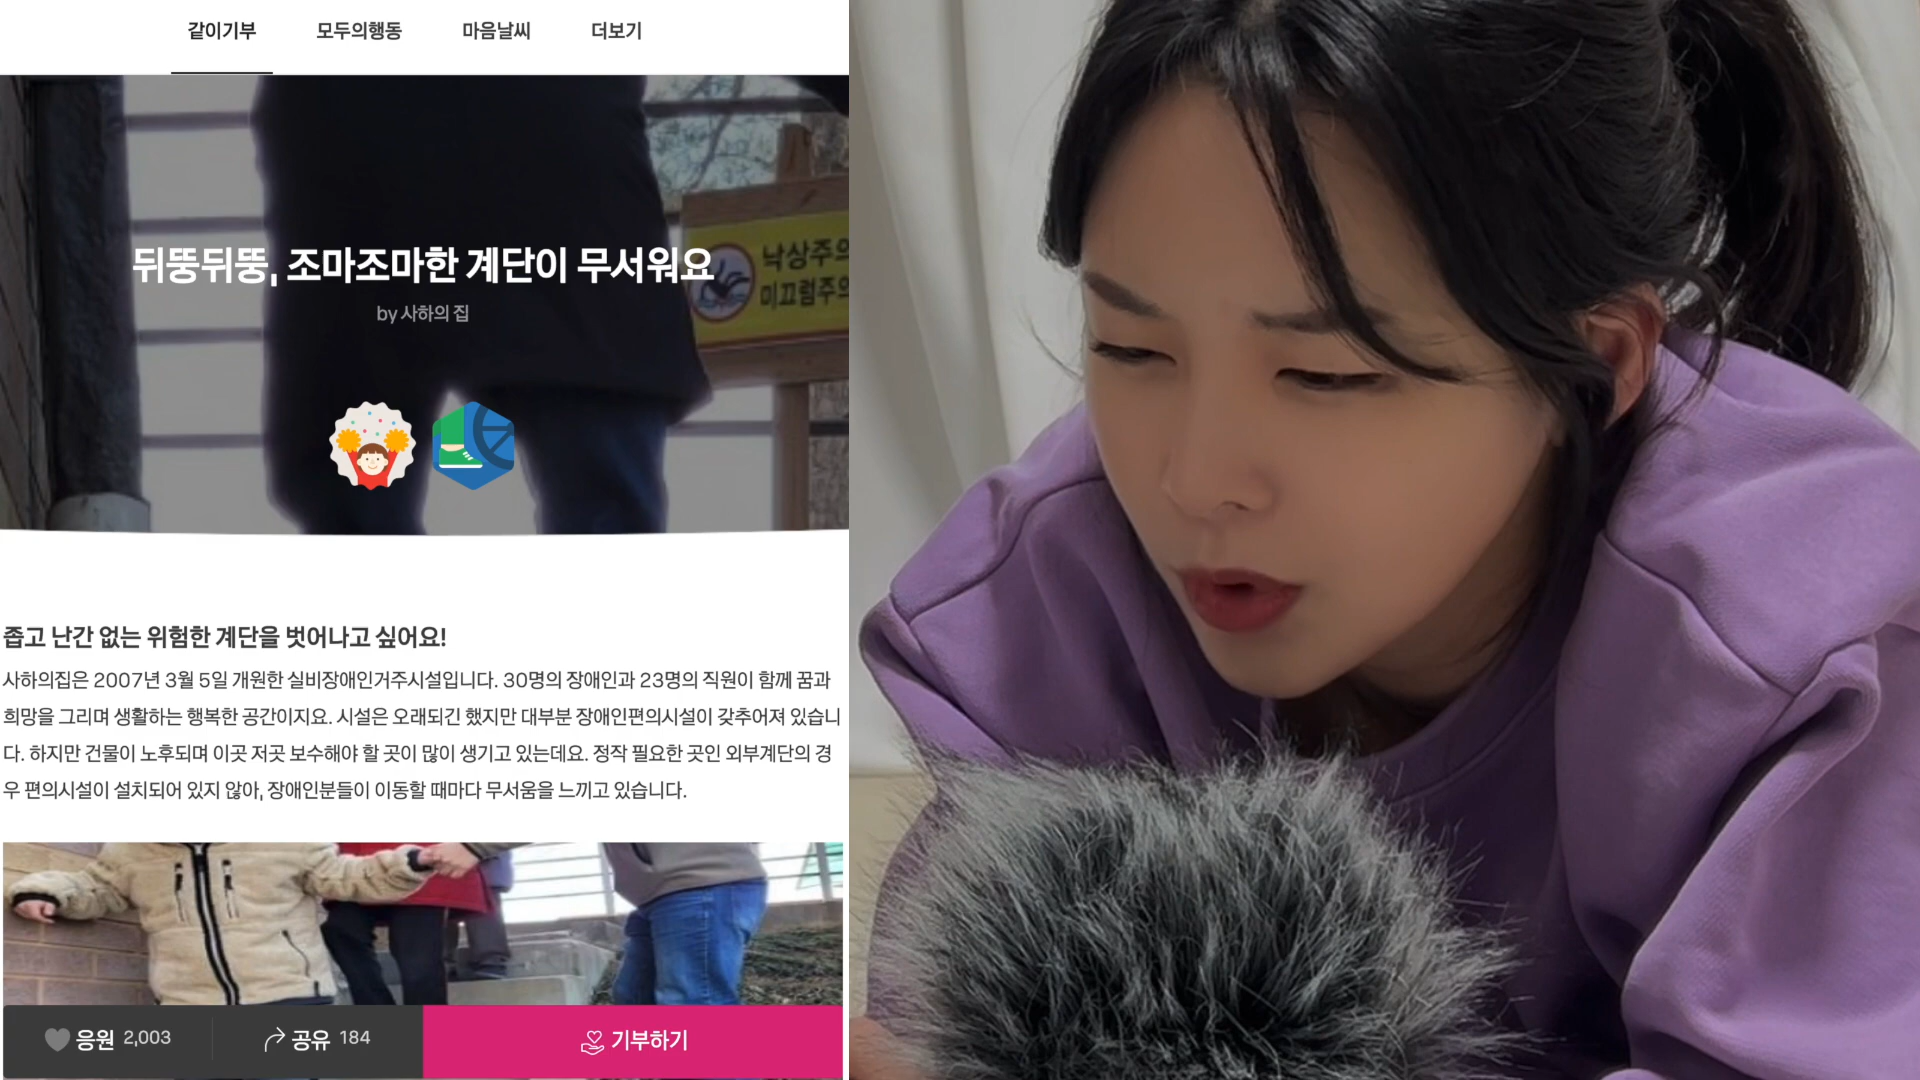 같이기부 모두의행동 마음날씨 더보기
뒤뚱뒤뚱, 조마조마한 계단이 무서워요
by 사하의 집
낙상주의
미끄럼주의
좁고 난간 없는 위험한 계단을 벗어나고 싶어요!
사하의집은 2007년 3월 5일 개원한 실비장애인거주시설입니다. 30명의 장애인과 23명의 직원이 함께 꿈과
희망을 그리며 생활하는 행복한 공간이지요. 시설은 오래되긴 했지만 대부분 장애인편의시설이 갖추어져 있습니
다. 하지만 건물이 노후되며 이곳 저곳 보수해야 할 곳이 많이 생기고 있는데요. 정작 필요한 곳인 외부계단의 경
우 편의시설이 설치되어 있지 않아, 장애인분들이 이동할 때마다 무서움을 느끼고 있습니다.
응원 2,003 공유 184 기부하기